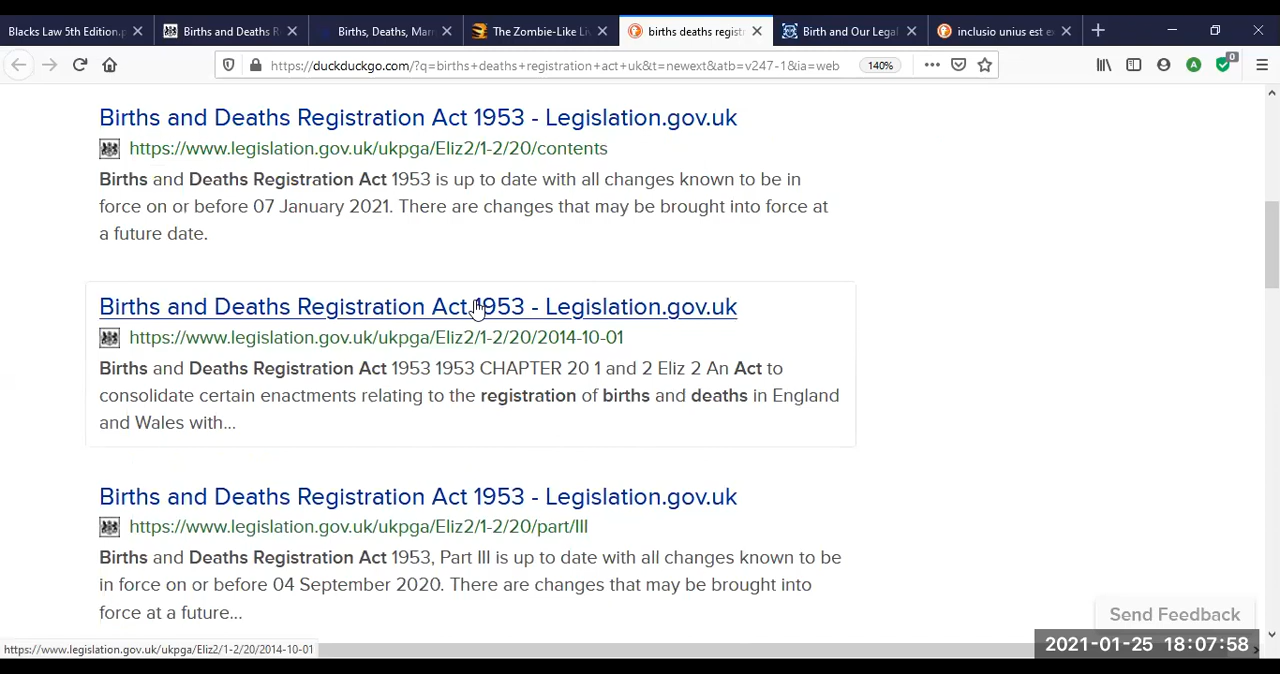 Blacks Law 5th Edition.p
Births and Deaths R
Births, Deaths, Mar
The Zombie-Like Li
births deaths regist
Birth and Our Legal
inclusio unius est e
https://www.duckduckgo.com/?q=births+deaths+registration+act+uk&t=newext&atb=v247-1&ia=web
140%
Births and Deaths Registration Act 1953 - Legislation.gov.uk
https://www.legislation.gov.uk/ukpga/Eliz2/1-2/20/contents
Births and Deaths Registration Act 1953 is up to date with all changes known to be in
force on or before 07 January 2021. There are changes that may be brought into force at
a future date.
Births and Deaths Registration Act 1953 - Legislation.gov.uk
https://www.legislation.gov.uk/ukpga/Eliz2/1-2/20/2014-10-01
Births and Deaths Registration Act 1953 1953 CHAPTER 20 1 and 2 Eliz 2 An Act to
consolidate certain enactments relating to the registration of births and deaths in England
and Wales with...
Births and Deaths Registration Act 1953 - Legislation.gov.uk
https://www.legislation.gov.uk/ukpga/Eliz2/1-2/20/part/III
Births and Deaths Registration Act 1953, Part III is up to date with all changes known to be
in force on or before 04 September 2020. There are changes that may be brought into
force at a future...
Send Feedback
https://www.legislation.gov.uk/ukpga/Eliz2/1-2/20/2014-10-01
2021-01-25 18:07:58